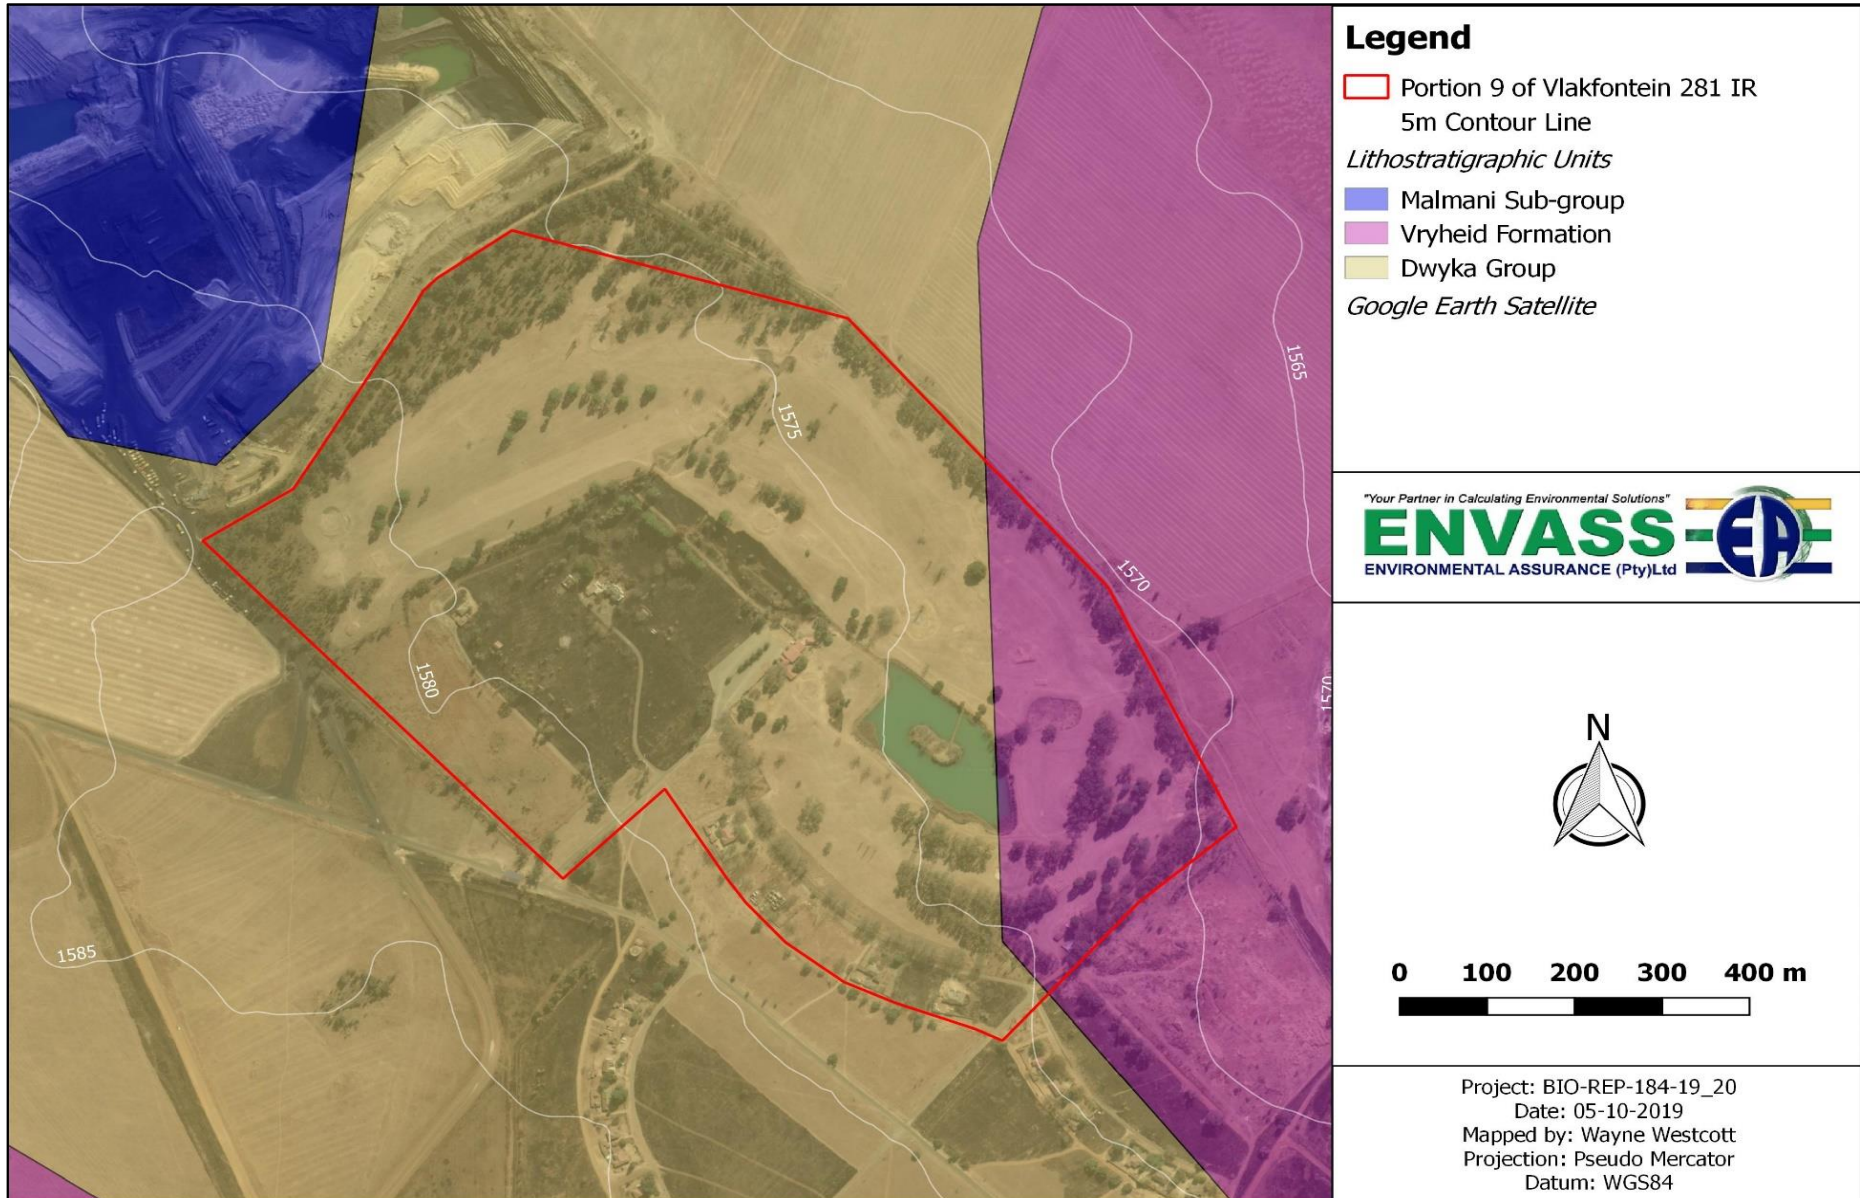 Legend
Portion 9 of Vlakfontein 281 IR
5m Contour Line
Lithostratigraphic Units
Malmani Sub-group
Vryheid Formation
Dwyka Group
Google Earth Satellite
1565
1575
1570
1580
1570
1585
"Your Partner in Calculating Environmental Solutions"
ENVASS
EA
ENVIRONMENTAL ASSURANCE (Pty)Ltd
N
0 100 200 300 400 m
Project: BIO-REP-184-19_20
Date: 05-10-2019
Mapped by: Wayne Westcott
Projection: Pseudo Mercator
Datum: WGS84